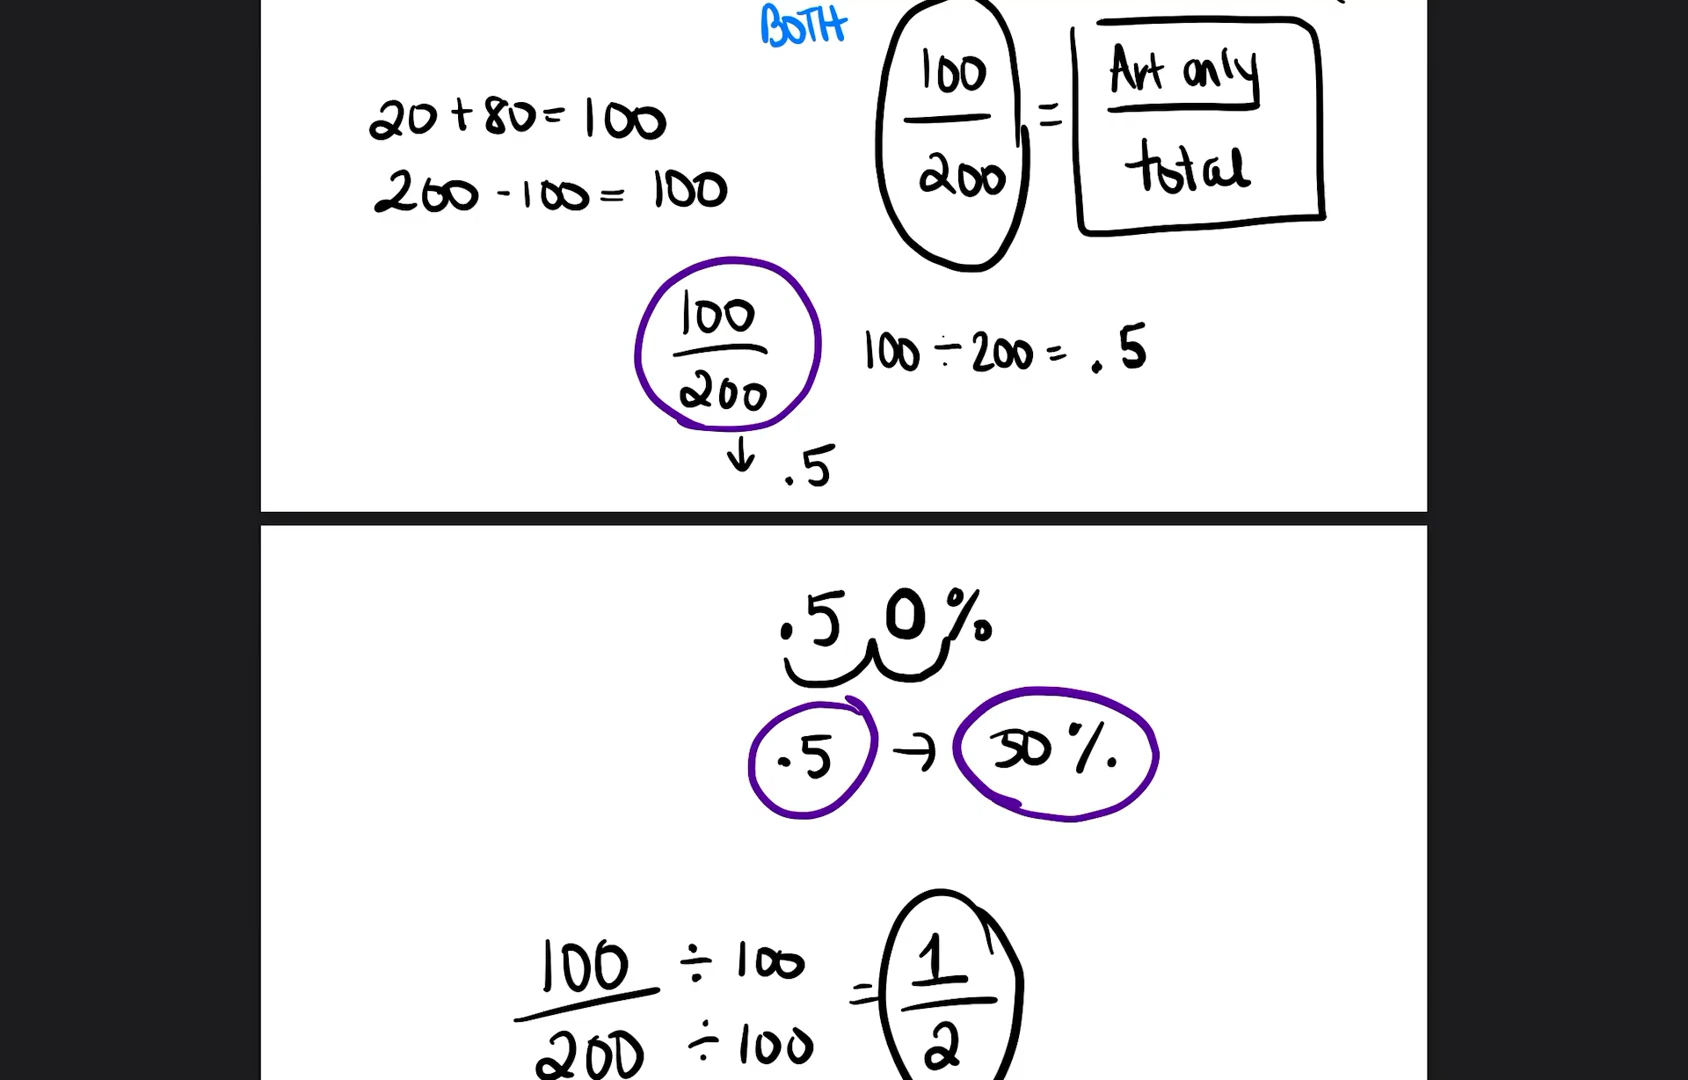 BOTH
20 + 80 = 100
200 - 100 = 100
100
200
=
Art only
total
100
200
100 ÷ 200 = .5
↓ .5
.50%
.5 → 50%.
100 ÷ 100
200 ÷ 100
=
1
2